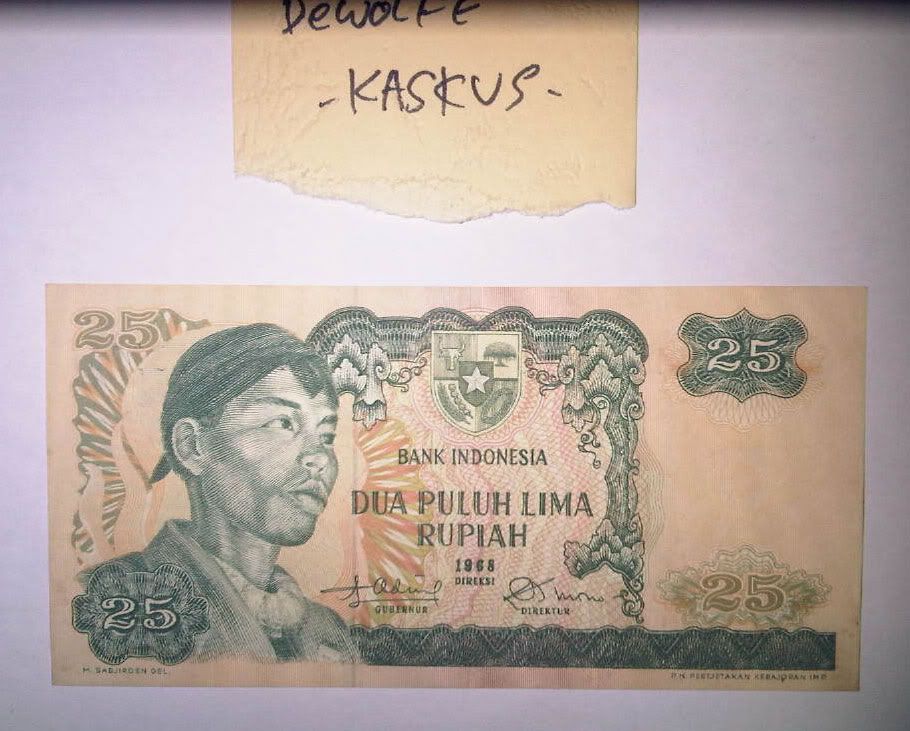 DeWOLFE
- KASKUS -
25
25
BANK INDONESIA
DUA PULUH LIMA
RUPIAH
1968
DIREKSI
GUBERNUR
DIREKTUR
25
25
M. SADJIROEN DEL.
P.N. PERTJETAKAN KEBAJORAN IMP.